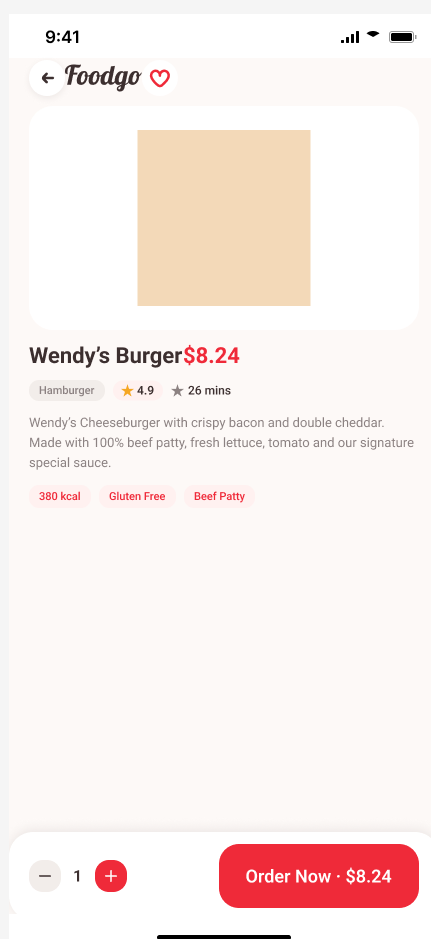 9:41
Foodgo
Wendy’s Burger$8.24
Hamburger 4.9 26 mins
Wendy’s Cheeseburger with crispy bacon and double cheddar.
Made with 100% beef patty, fresh lettuce, tomato and our signature
special sauce.
380 kcal Gluten Free Beef Patty
1 Order Now · $8.24